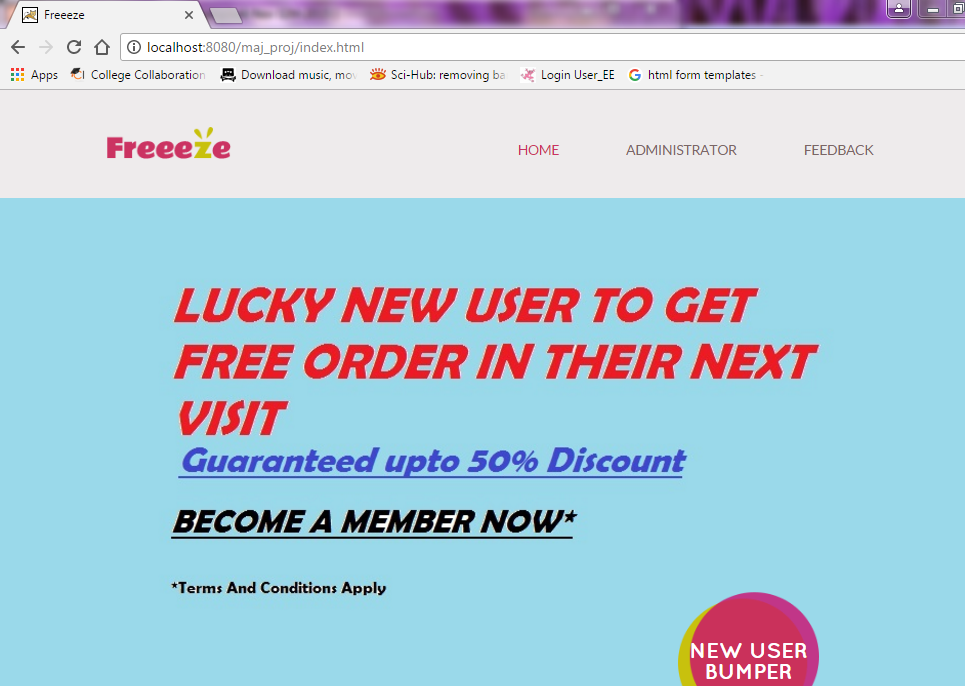 Freeeze
localhost:8080/maj_proj/index.html
Apps College Collaboration Download music, mov Sci-Hub: removing ba Login User_EE html form templates -
Freeeze
HOME ADMINISTRATOR FEEDBACK
LUCKY NEW USER TO GET
FREE ORDER IN THEIR NEXT
VISIT
Guaranteed upto 50% Discount
BECOME A MEMBER NOW*
*Terms And Conditions Apply
NEW USER
BUMPER